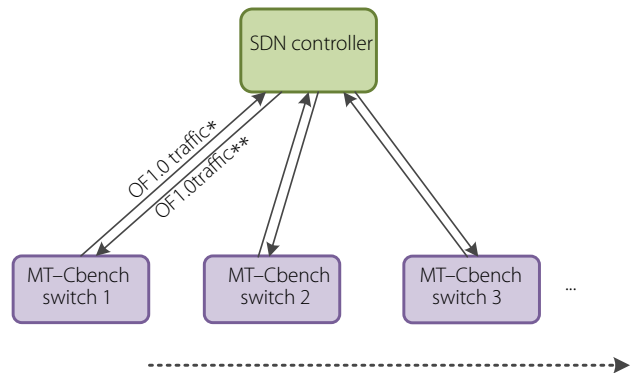 SDN controller
OF1.0 traffic*
OF1.0traffic**
MT–Cbench
switch 1
MT–Cbench
switch 2
MT–Cbench
switch 3
...